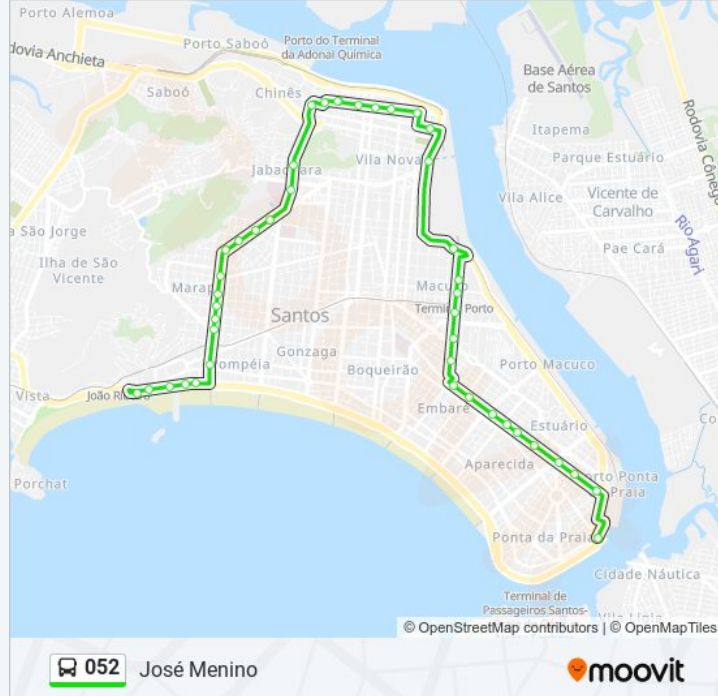 Porto Alemoa
Porto Saboó
Porto do Terminal
da Adonai Química
dovia Anchieta
Saboó
Chinês
Base Aérea
de Santos
Rodovia Cônego
Itapema
Jabaquara
Vila Nova
Parque Estuário
Vila Alice
Vicente de
Carvalho
Rio Agari
a São Jorge
Pae Cará
Ilha de São
Vicente
Marap
Macuco
Santos
Terminal Porto
Gonzaga
Pompéia
Boqueirão
Porto Macuco
Vista
João Ri
Embaré
Estuário
Porchat
Aparecida
orto Ponta
Praia
Ponta da Praia
Cidade Náutica
Terminal de
Passageiros Santos-
© OpenStreetMap contributors | © OpenMapTiles
052 José Menino
moovit